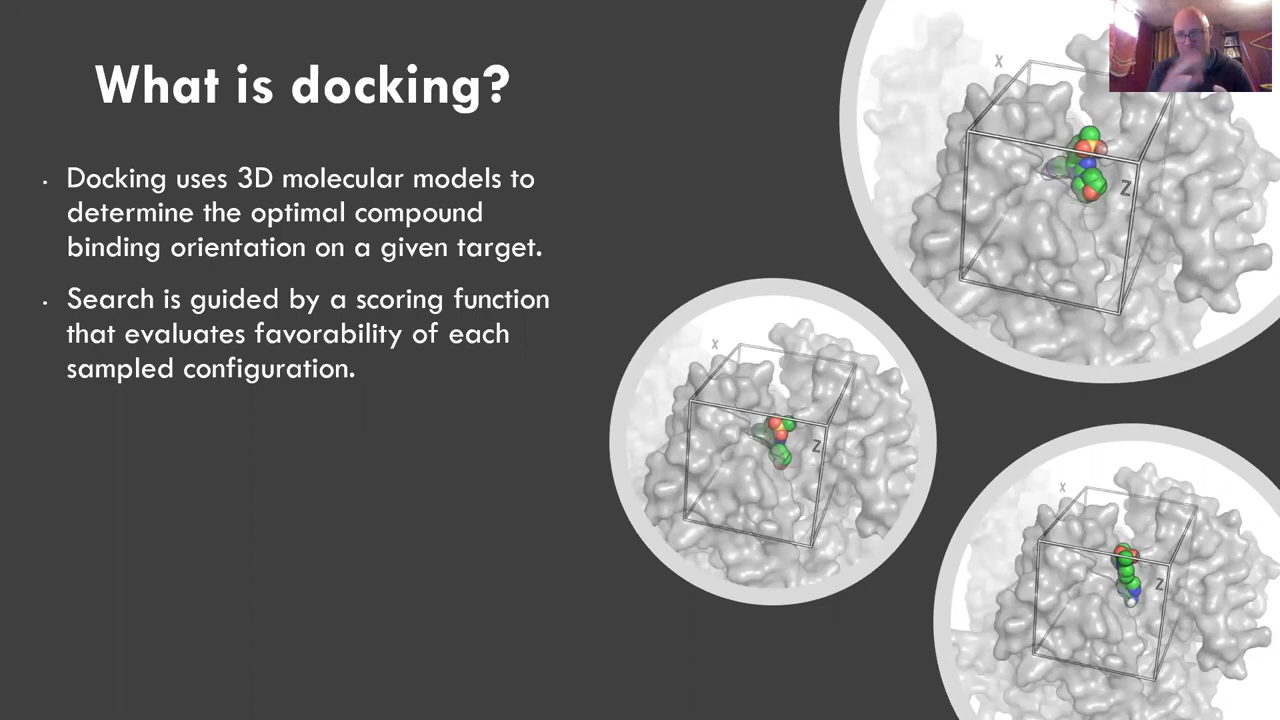 What is docking?
· Docking uses 3D molecular models to
determine the optimal compound
binding orientation on a given target.
· Search is guided by a scoring function
that evaluates favorability of each
sampled configuration.
X
Z
X
Z
X
Z